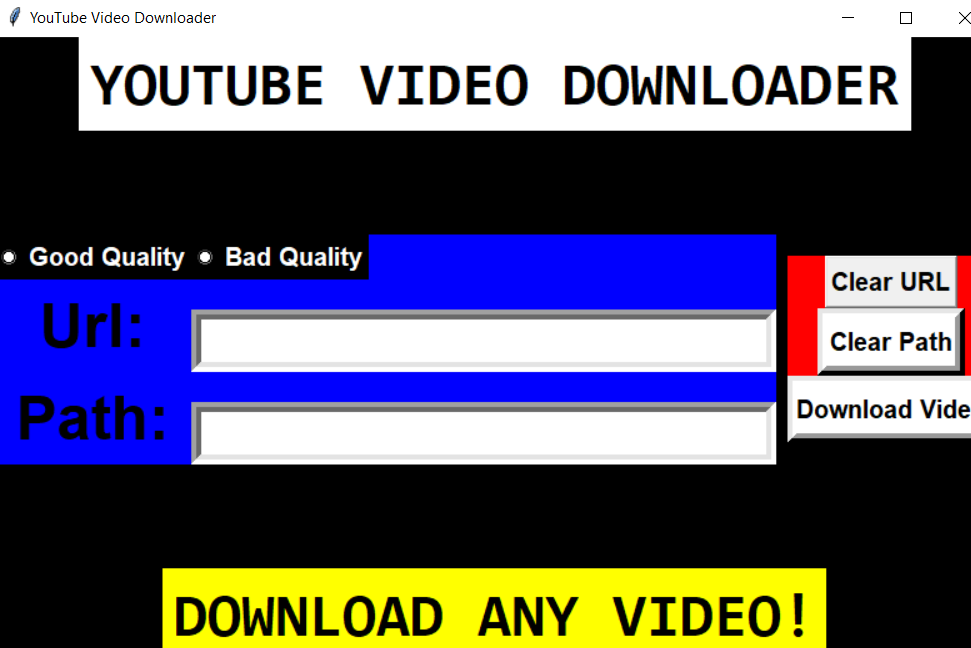 YouTube Video Downloader
YOUTUBE VIDEO DOWNLOADER
Good Quality Bad Quality
Clear URL
Url:
Clear Path
Path:
Download Vide
DOWNLOAD ANY VIDEO!